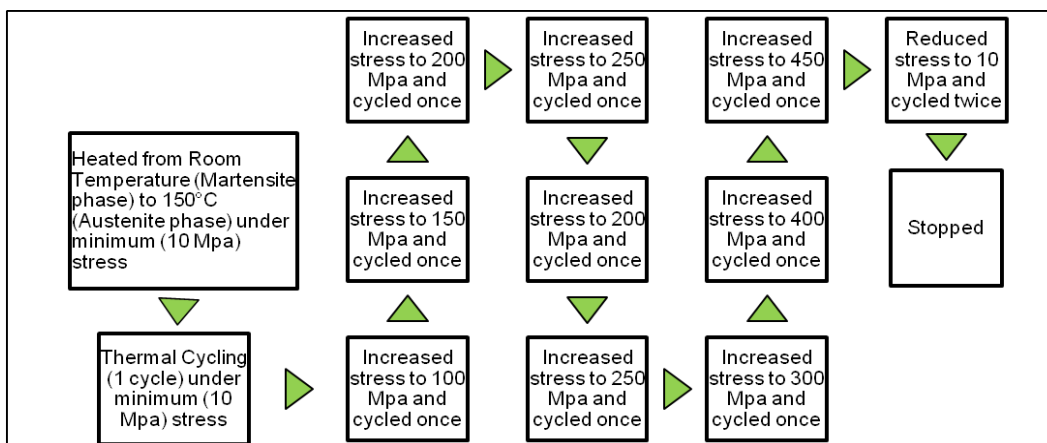 Heated from Room
Temperature (Martensite
phase) to 150°C
(Austenite phase) under
minimum (10 Mpa)
stress
Thermal Cycling
(1 cycle) under
minimum (10
Mpa) stress
Increased
stress to 100
Mpa and
cycled once
Increased
stress to 150
Mpa and
cycled once
Increased
stress to 200
Mpa and
cycled once
Increased
stress to 250
Mpa and
cycled once
Increased
stress to 200
Mpa and
cycled once
Increased
stress to 250
Mpa and
cycled once
Increased
stress to 300
Mpa and
cycled once
Increased
stress to 400
Mpa and
cycled once
Increased
stress to 450
Mpa and
cycled once
Reduced
stress to 10
Mpa and
cycled twice
Stopped